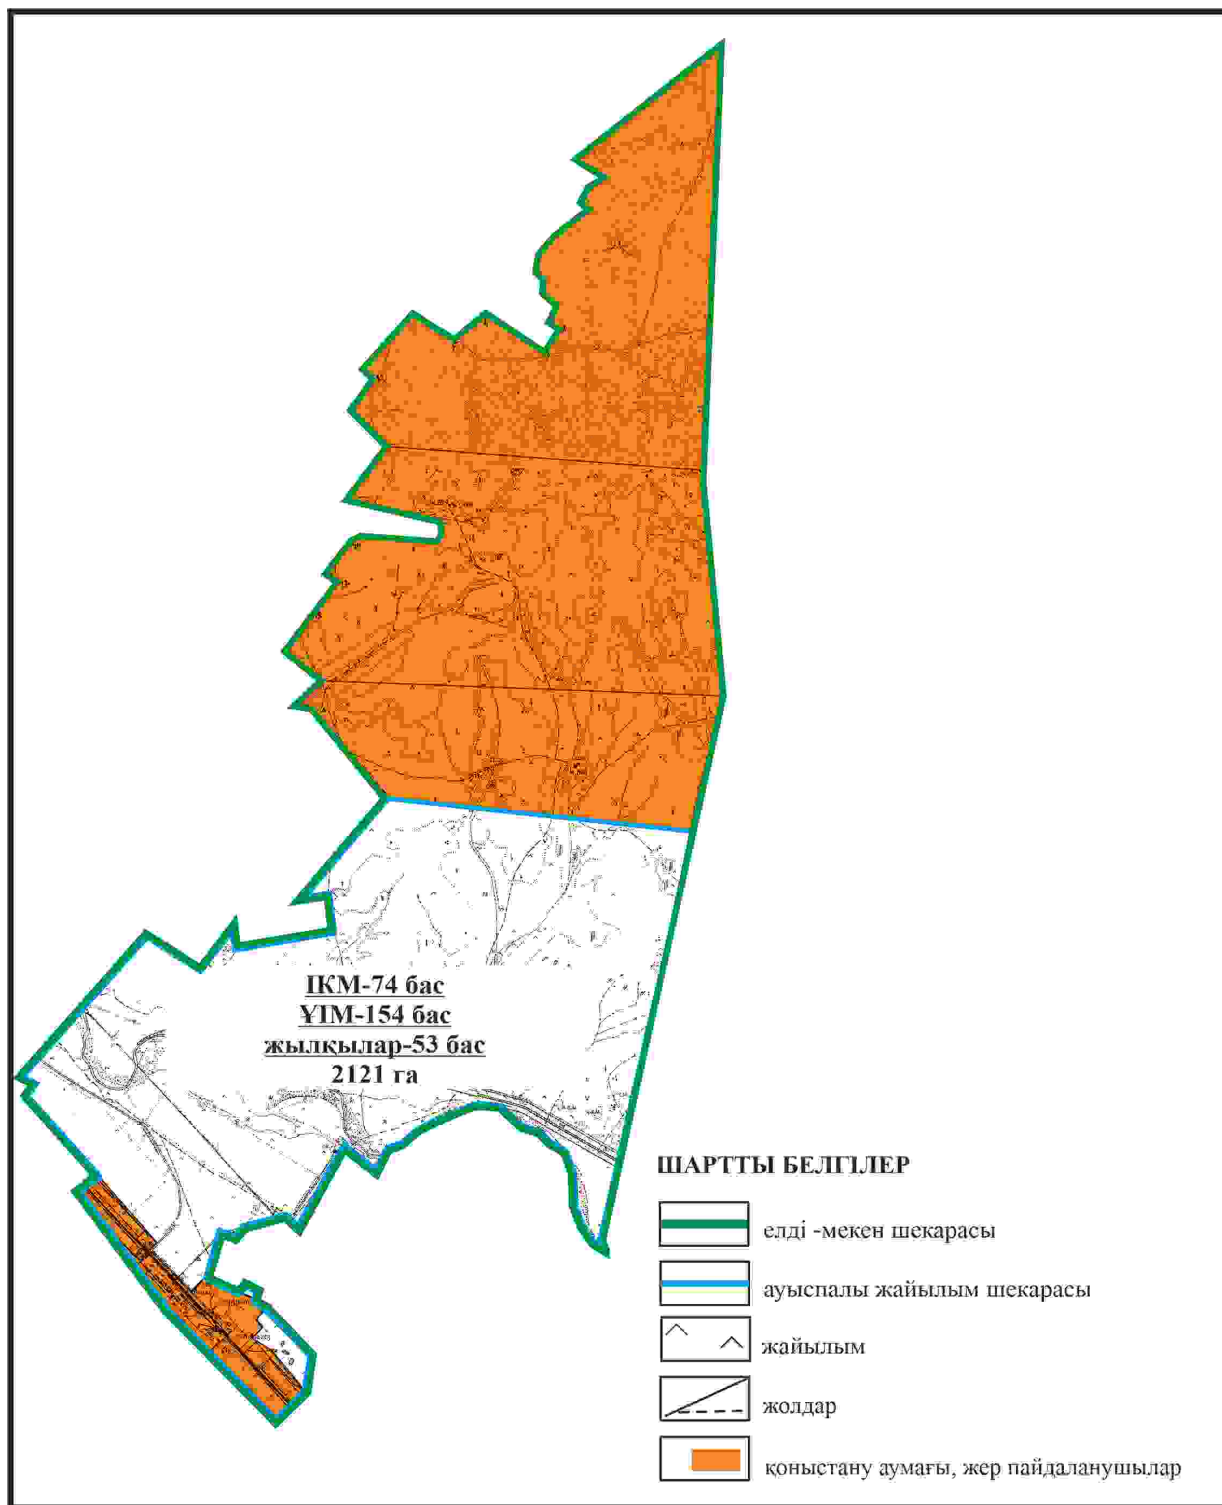 ІКМ-74 бас
ҰІМ-154 бас
жылқылар-53 бас
2121 га
ШАРТТЫ БЕЛГІЛЕР
елді -мекен шекарасы
ауыспалы жайылым шекарасы
жайылым
жолдар
қоныстану аумағы, жер пайдаланушылар